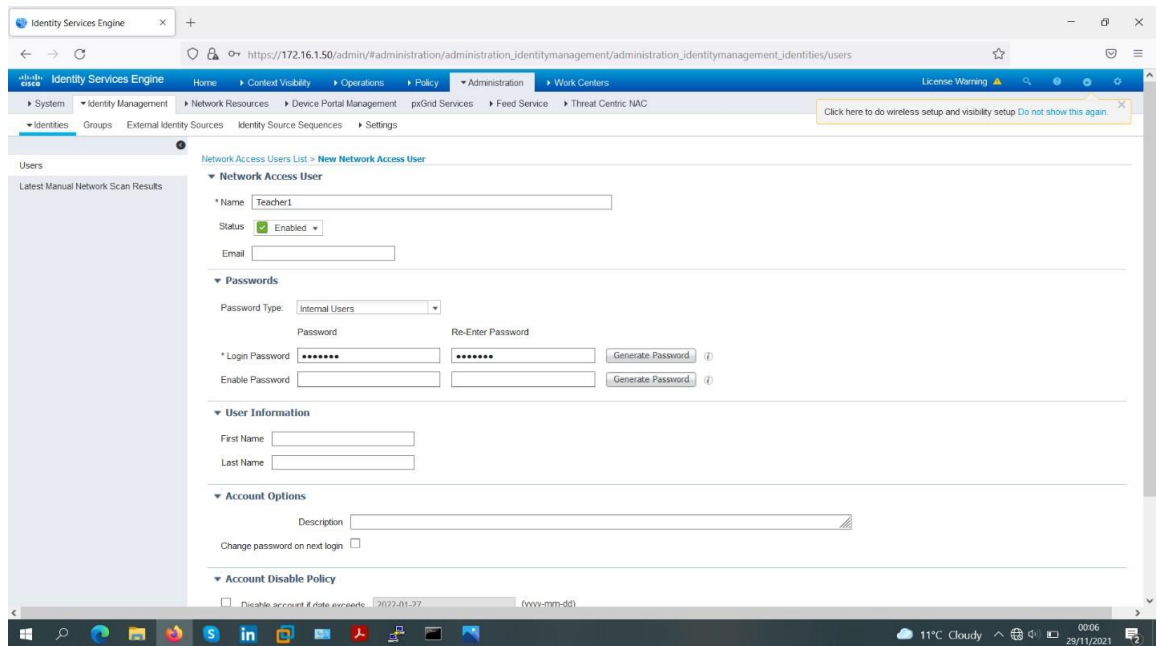 Identity Services Engine
https://172.16.1.50/admin/#administration/administration_identitymanagement/administration_identitymanagement_identities/users
cisco Identity Services Engine Home Context Visibility Operations Policy Administration Work Centers License Warning
System Identity Management Network Resources Device Portal Management pxGrid Services Feed Service Threat Centric NAC
Click here to do wireless setup and visibility setup Do not show this again.
Identities Groups External Identity Sources Identity Source Sequences Settings
Users
Latest Manual Network Scan Results
Network Access Users List > New Network Access User
Network Access User
* Name Teacher1
Status Enabled
Email
Passwords
Password Type: Internal Users
Password Re-Enter Password
* Login Password ••••••• ••••••• Generate Password
Enable Password Generate Password
User Information
First Name
Last Name
Account Options
Description
Change password on next login
Account Disable Policy
Disable account if date exceeds 2022-01-27 (yyyy-mm-dd)
11°C Cloudy 00:06
29/11/2021